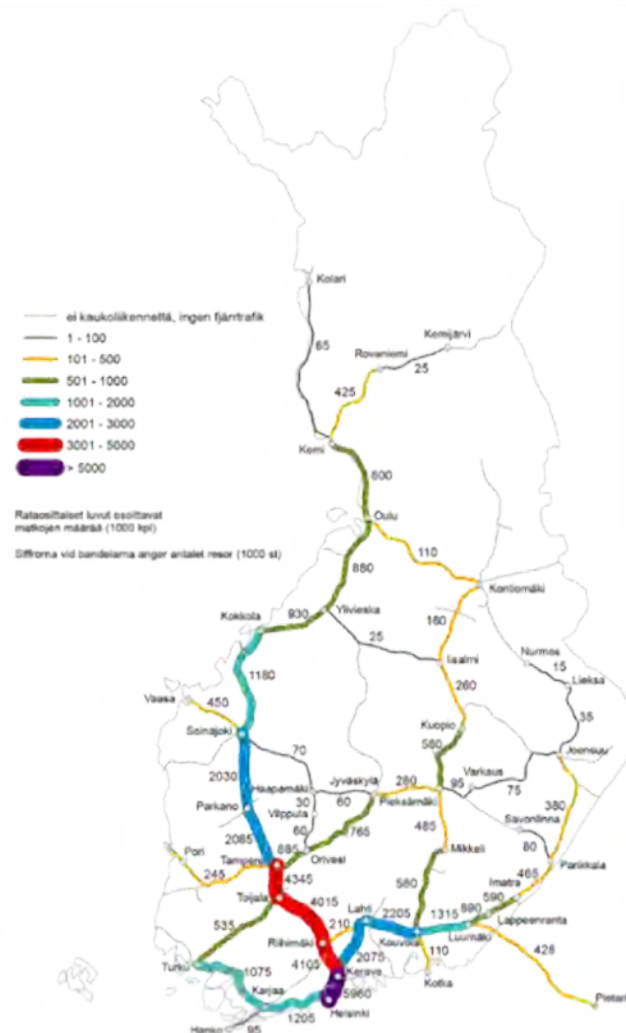 Kolari
ei kaukoliikennettä, ingen fjärrtrafik
1 - 100
101 - 500
501 - 1000
1001 - 2000
2001 - 3000
3001 - 5000
> 5000
65
Kemijärvi
Rovaniemi
25
425
Kemi
Rataosittaiset luvut osoittavat
matkojen määrää (1000 kpl)
600
Oulu
Siffrorna vid bandelarna anger antalet resor (1000 st)
110
880
Kontiomäki
Kokkola
930
Ylivieska
160
25
Nurmes
Iisalmi
15
1180
Lieksa
Vaasa
450
260
Kuopio
35
Seinäjoki
580
Joensuu
70
2030
Haapamäki
Jyväskylä
280
Varkaus
95
75
Parkano
30
60
Pieksämäki
380
Vilppula
Savonlinna
2085
60
765
485
Pori
695
Orivesi
Mikkeli
80
Tampere
Parikkala
245
4345
Imatra
465
Toijala
4015
Lahti
580
590
2205
1315
890
Lappeenranta
535
210
Riihimäki
Kouvola
Luumäki
428
Turku
4105
2075
110
1075
Kerava
Kotka
Karjaa
5960
Pietari
1205
Helsinki
Hanko
95